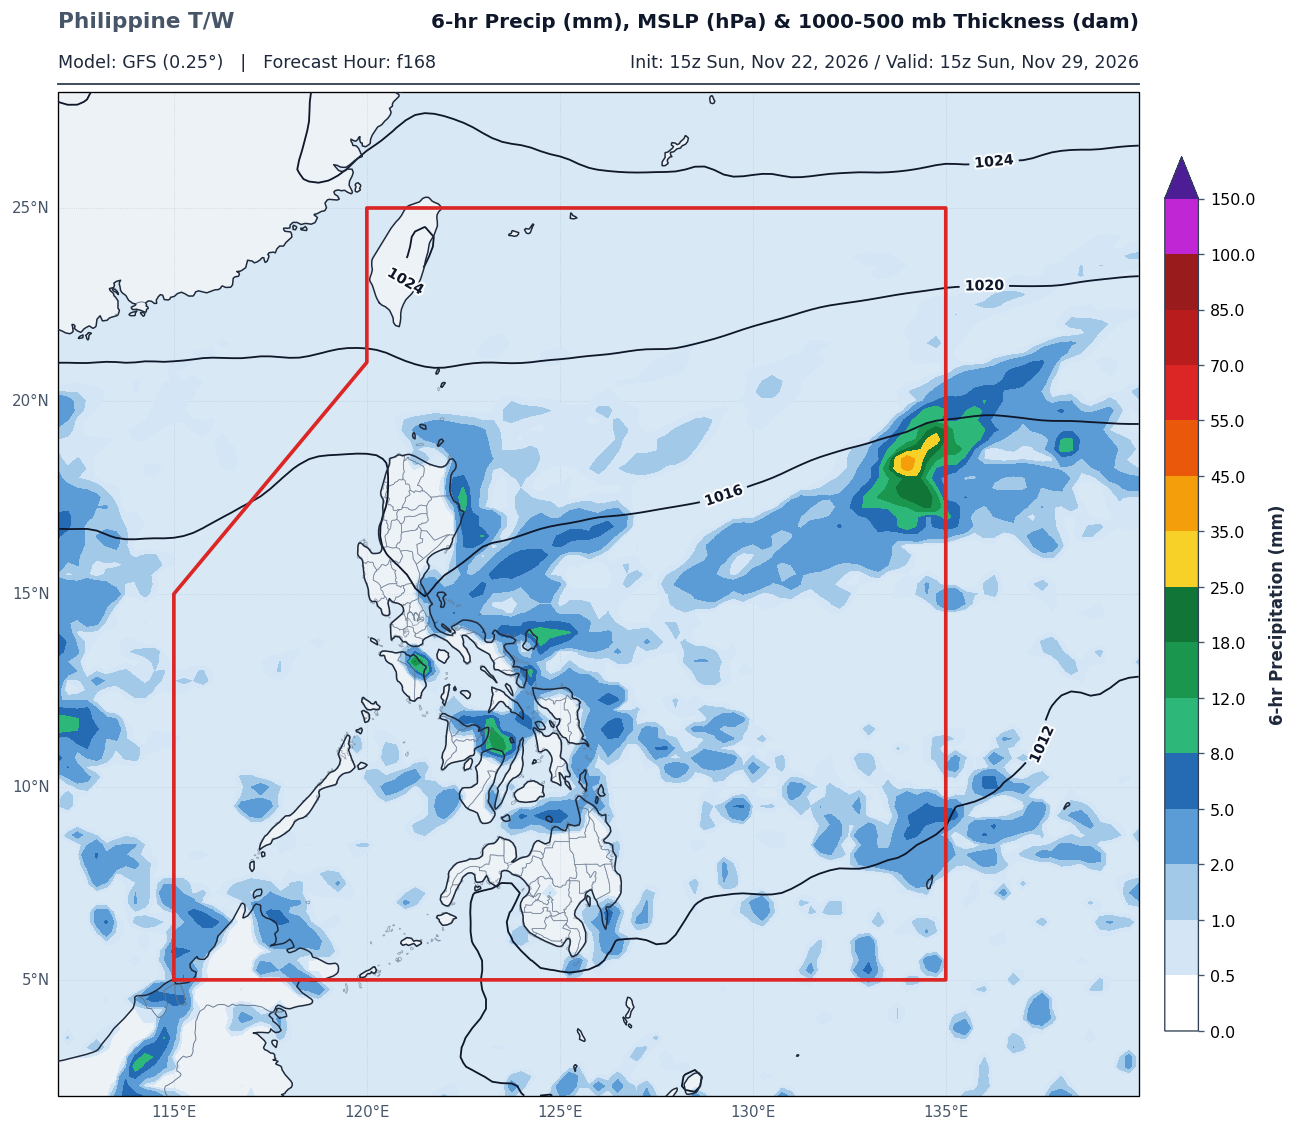 Philippine T/W
6-hr Precip (mm), MSLP (hPa) & 1000-500 mb Thickness (dam)
Model: GFS (0.25°) | Forecast Hour: f168
Init: 15z Sun, Nov 22, 2026 / Valid: 15z Sun, Nov 29, 2026
1024
1024
1020
1016
1012
25°N
20°N
15°N
10°N
5°N
115°E
120°E
125°E
130°E
135°E
150.0
100.0
85.0
70.0
55.0
45.0
35.0
25.0
18.0
12.0
8.0
5.0
2.0
1.0
0.5
0.0
6-hr Precipitation (mm)